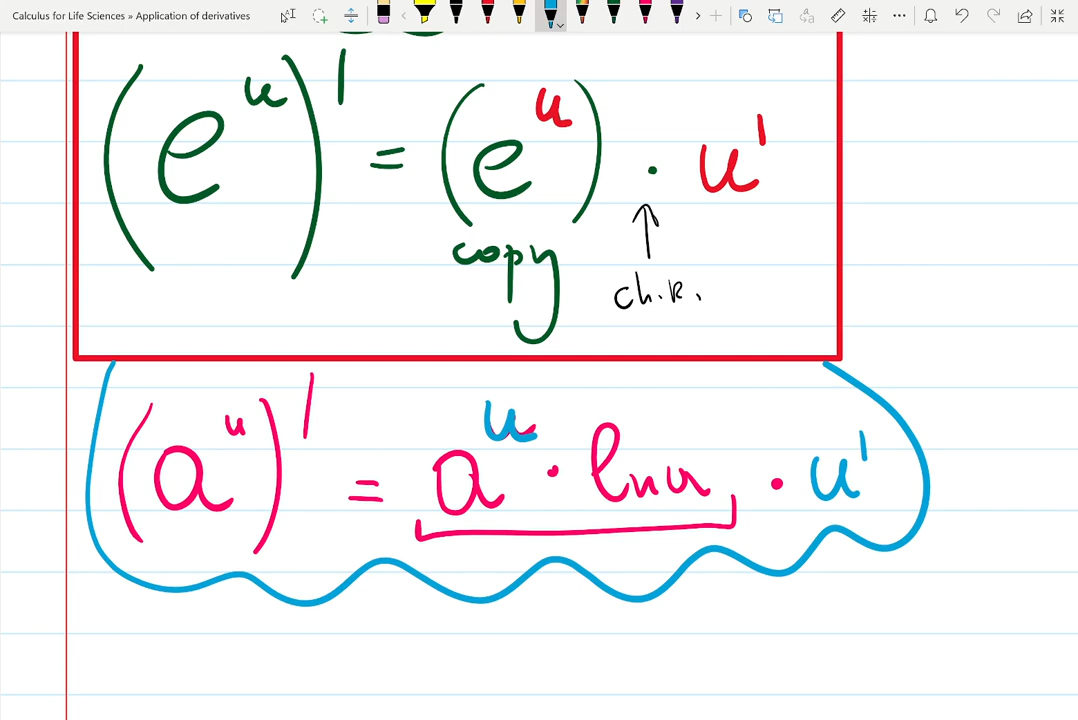 Calculus for Life Sciences » Application of derivatives
(e^u)' = (e^u) · u'
copy
ch.R.
(a^u)' = a^u · ln a · u'